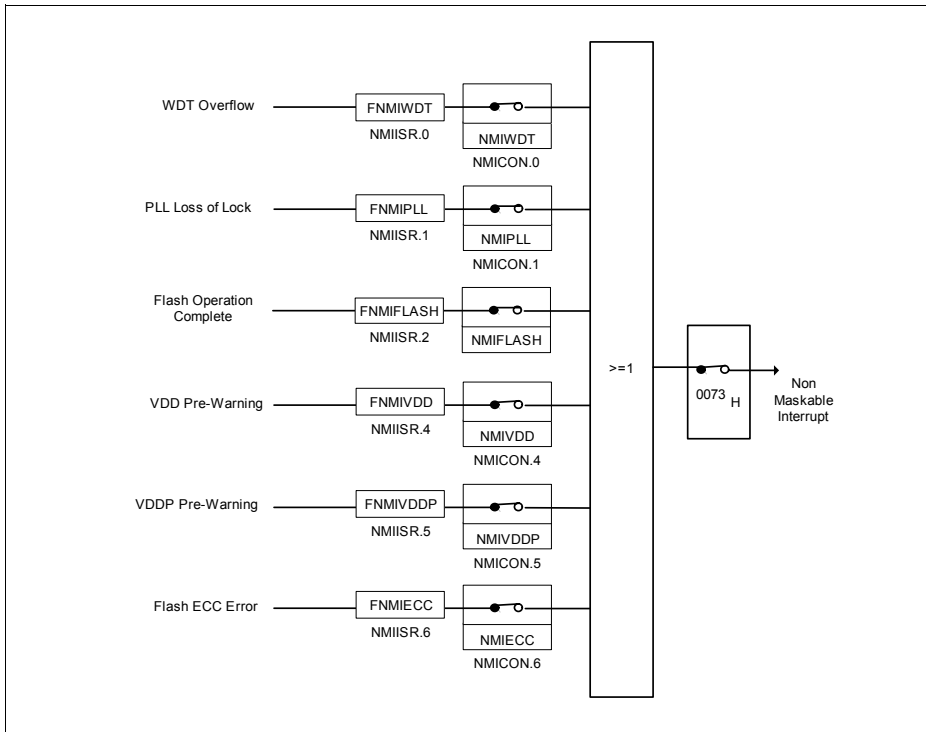 WDT Overflow
FNMIWDT
NMIISR.0
NMIWDT
NMICON.0
PLL Loss of Lock
FNMIPLL
NMIISR.1
NMIPLL
NMICON.1
Flash Operation
Complete
FNMIFLASH
NMIISR.2
NMIFLASH
VDD Pre-Warning
FNMIVDD
NMIISR.4
NMIVDD
NMICON.4
VDDP Pre-Warning
FNMIVDDP
NMIISR.5
NMIVDDP
NMICON.5
Flash ECC Error
FNMIECC
NMIISR.6
NMIECC
NMICON.6
>=1
0073 H
Non
Maskable
Interrupt